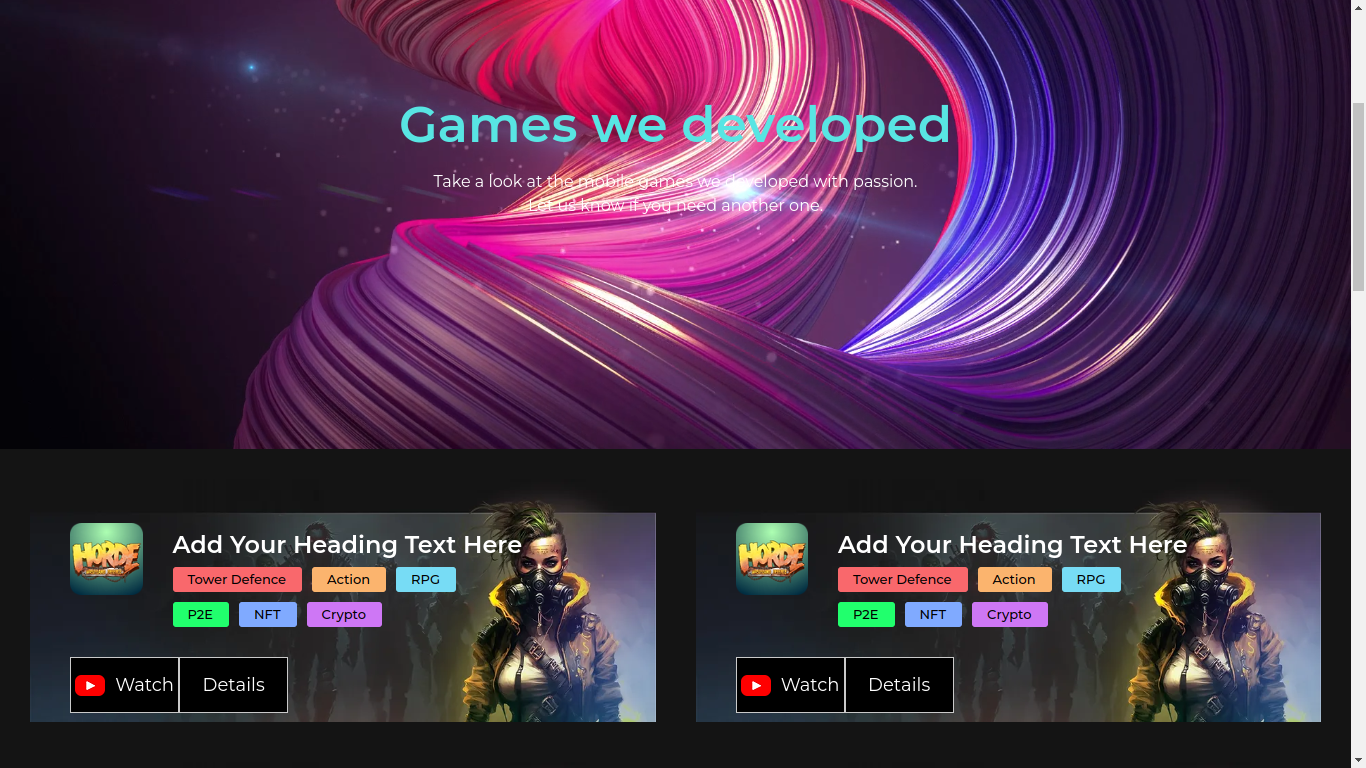 Games we developed
Take a look at the mobile games we developed with passion.
Let us know if you need another one.
HORDE
Add Your Heading Text Here
Tower Defence Action RPG
P2E NFT Crypto
Watch Details
HORDE
Add Your Heading Text Here
Tower Defence Action RPG
P2E NFT Crypto
Watch Details